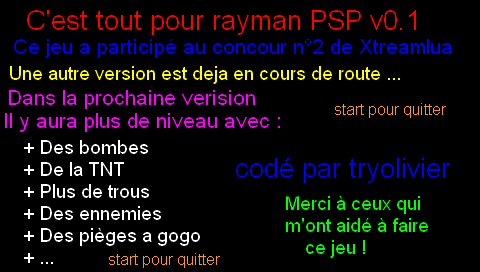 C'est tout pour rayman PSP v0.1
Ce jeu a participé au concour n°2 de Xtreamlua
Une autre version est deja en cours de route ...
Dans la prochaine verision
Il y aura plus de niveau avec :
start pour quitter
+ Des bombes
+ De la TNT
+ Plus de trous
+ Des ennemies
+ Des pièges a gogo
+ ...
codé par tryolivier
Merci à ceux qui
m'ont aidé à faire
ce jeu !
start pour quitter